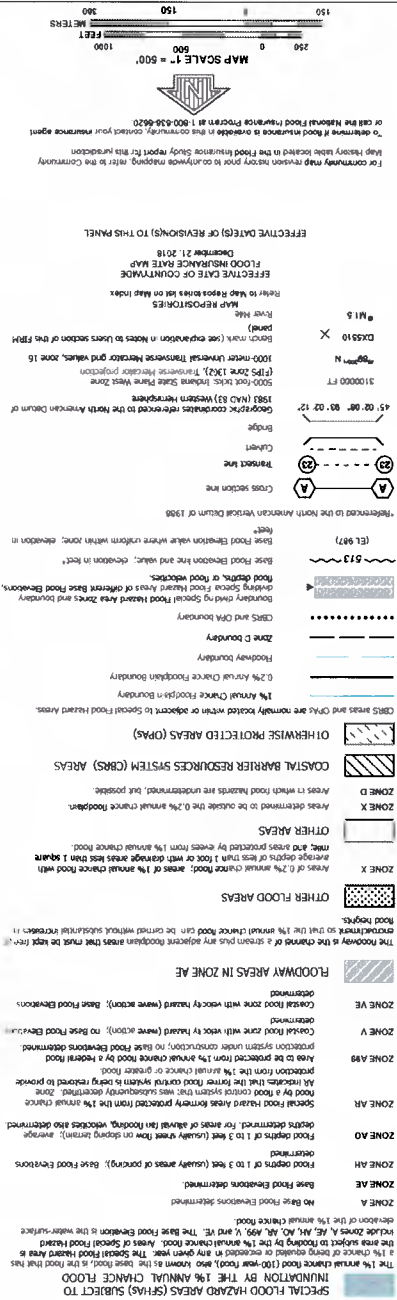 SPECIAL FLOOD HAZARD AREAS (SFHAs) SUBJECT TO
INUNDATION BY THE 1% ANNUAL CHANCE FLOOD
The 1% annual chance flood (100-year flood), also known as the base flood, is the flood that has
a 1% chance of being equaled or exceeded in any given year. The Special Flood Hazard Area is
the area subject to flooding by the 1% annual chance flood. Areas of Special Flood Hazard
include Zones A, AE, AH, AO, AR, A99, V, and VE. The Base Flood Elevation is the water-surface
elevation of the 1% annual chance flood.
ZONE A No Base Flood Elevations determined
ZONE AE Base Flood Elevations determined.
ZONE AH Flood depths of 1 to 3 feet (usually areas of ponding); Base Flood Elevations
determined
ZONE AO Flood depths of 1 to 3 feet (usually sheet flow on sloping terrain); average
depths determined. For areas of alluvial fan flooding, velocities also determined.
ZONE AR Special Flood Hazard Areas formerly protected from the 1% annual chance
flood by a flood control system that was subsequently decertified. Zone
AR indicates that the former flood control system is being restored to provide
protection from the 1% annual chance or greater flood.
ZONE A99 Area to be protected from 1% annual chance flood by a Federal flood
protection system under construction; no Base Flood Elevations determined.
ZONE V Coastal flood zone with velocity hazard (wave action); no Base Flood Elevations
determined
ZONE VE Coastal flood zone with velocity hazard (wave action); Base Flood Elevations
determined
FLOODWAY AREAS IN ZONE AE
The floodway is the channel of a stream plus any adjacent floodplain areas that must be kept free
encroachment so that the 1% annual chance flood can be carried without substantial increases in
flood heights.
OTHER FLOOD AREAS
ZONE X Areas of 0.2% annual chance flood; areas of 1% annual chance flood with
average depths of less than 1 foot or with drainage areas less than 1 square
mile; and areas protected by levees from 1% annual chance flood.
OTHER AREAS
ZONE X Areas determined to be outside the 0.2% annual chance floodplain.
ZONE D Areas in which flood hazards are undetermined, but possible.
COASTAL BARRIER RESOURCES SYSTEM (CBRS) AREAS
OTHERWISE PROTECTED AREAS (OPAs)
CBRS areas and OPAs are normally located within or adjacent to Special Flood Hazard Areas.
1% Annual Chance Floodplain Boundary
0.2% Annual Chance Floodplain Boundary
Floodway boundary
Zone D boundary
CBRS and OPA boundary
Boundary dividing Special Flood Hazard Area Zones and boundary
dividing Special Flood Hazard Areas of different Base Flood Elevations,
flood depths, or flood velocities.
513 Base Flood Elevation line and value; elevation in feet*
(EL 987) Base Flood Elevation value where uniform within zone; elevation in
feet*
*Referenced to the North American Vertical Datum of 1988
A A Cross section line
23 23 Transect line
Culvert
Bridge
45° 02' 08", 93° 02' 12" Geographic coordinates referenced to the North American Datum of
1983 (NAD 83) Western Hemisphere
3100000 FT 5000-foot ticks: Indiana State Plane West Zone
(FIPS Zone 1302), Transverse Mercator projection
N 1000-meter Universal Transverse Mercator grid values, zone 16
DX5510 Bench mark (see explanation in Notes to Users section of this FIRM
panel)
M1.5 River Mile
MAP REPOSITORIES
Refer to Map Repositories list on Map Index
EFFECTIVE DATE OF COUNTYWIDE
FLOOD INSURANCE RATE MAP
December 21, 2018
EFFECTIVE DATE(S) OF REVISION(S) TO THIS PANEL
For community map revision history prior to countywide mapping, refer to the Community
Map History table located in the Flood Insurance Study report for this jurisdiction
To determine if flood insurance is available in this community, contact your insurance agent
or call the National Flood Insurance Program at 1-800-638-6620.
N
MAP SCALE 1" = 500'
250 0 500 1000
FEET
METERS
150 0 150 300